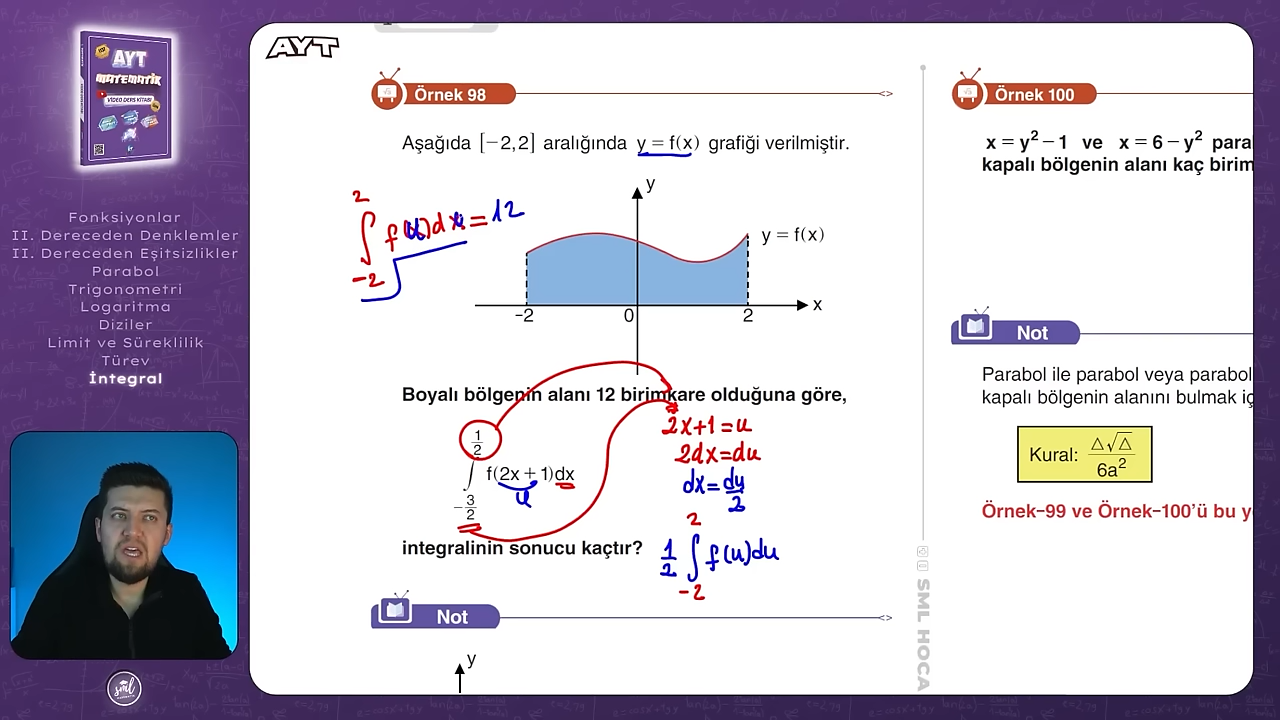 AYT
MATEMATİK
VİDEO DERS KİTABI
Fonksiyonlar
II. Dereceden Denklemler
II. Dereceden Eşitsizlikler
Parabol
Trigonometri
Logaritma
Diziler
Limit ve Süreklilik
Türev
İntegral
sml
AYT
Örnek 98
Aşağıda [−2,2] aralığında y = f(x) grafiği verilmiştir.
∫_{-2}^{2} f(u)du = 12
y
y = f(x)
−2 0 2 x
Boyalı bölgenin alanı 12 birimkare olduğuna göre,
∫_{-3/2}^{1/2} f(2x + 1)dx
u
integralinin sonucu kaçtır?
2x+1=u
2dx=du
dx=du/2
1/2 ∫_{-2}^{2} f(u)du
Not
y
SML HOCA
Örnek 100
x = y² − 1 ve x = 6 − y² para
kapalı bölgenin alanı kaç birim
Not
Parabol ile parabol veya parabol
kapalı bölgenin alanını bulmak iç
Kural: Δ√Δ / 6a²
Örnek−99 ve Örnek−100'ü bu y